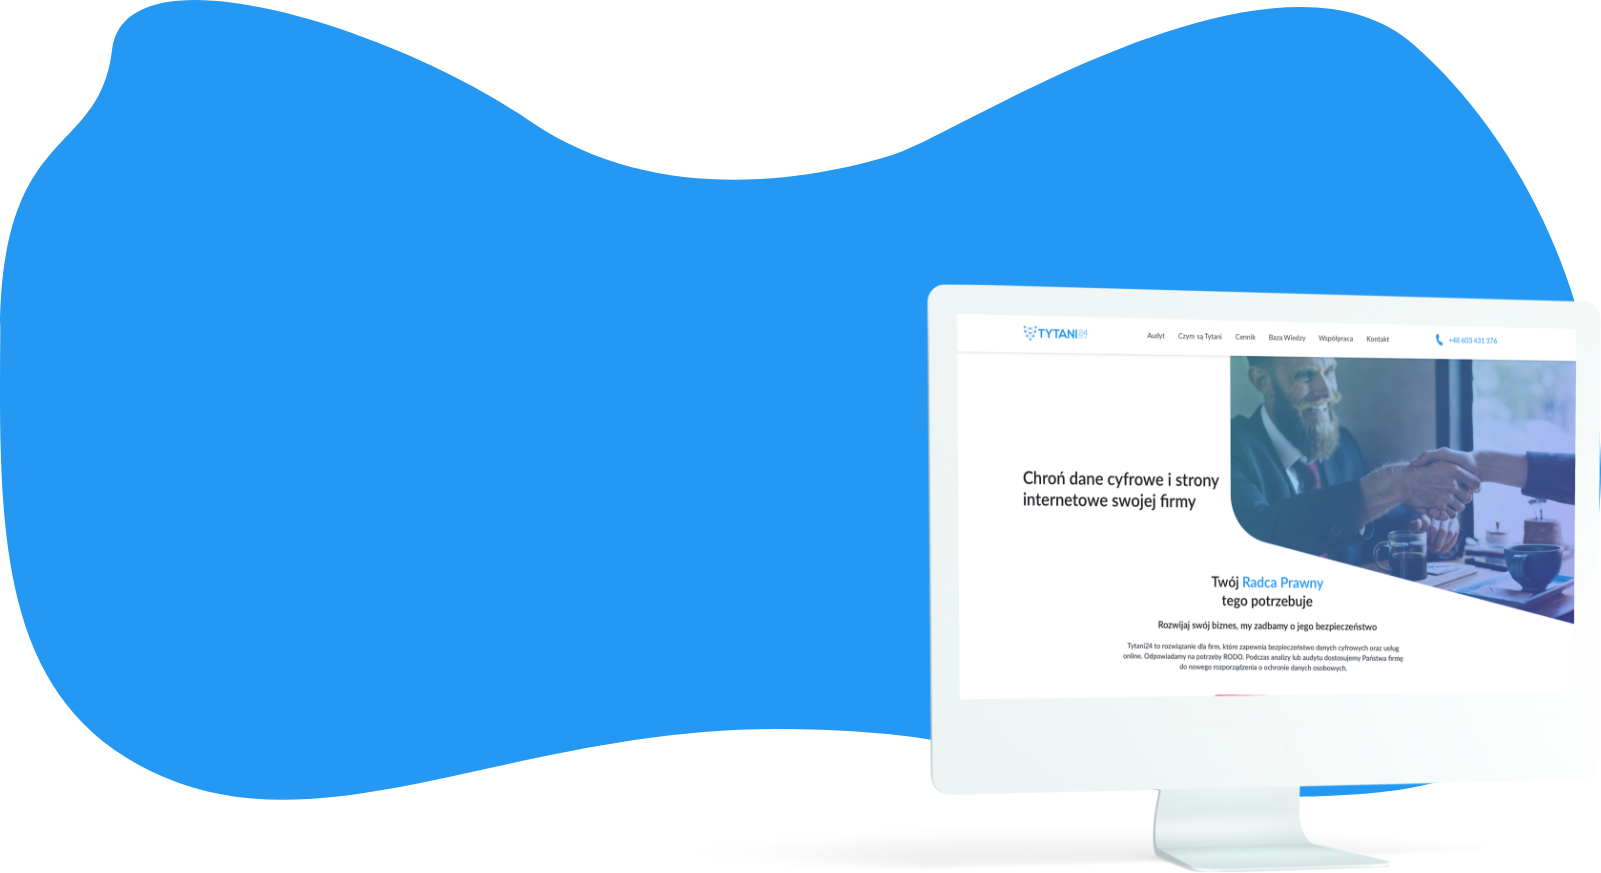 TYTANI 24
Audyt Czym są Tytani Cennik Baza Wiedzy Współpraca Kontakt
+48 603 431 376
Chroń dane cyfrowe i strony
internetowe swojej firmy
Twój Radca Prawny
tego potrzebuje
Rozwijaj swój biznes, my zadbamy o jego bezpieczeństwo
Tytani24 to rozwiązanie dla firm, które zapewnia bezpieczeństwo danych cyfrowych oraz usług
online. Odpowiadamy na potrzeby RODO. Podczas analizy lub audytu dostosujemy Państwa firmę
do nowego rozporządzenia o ochronie danych osobowych.